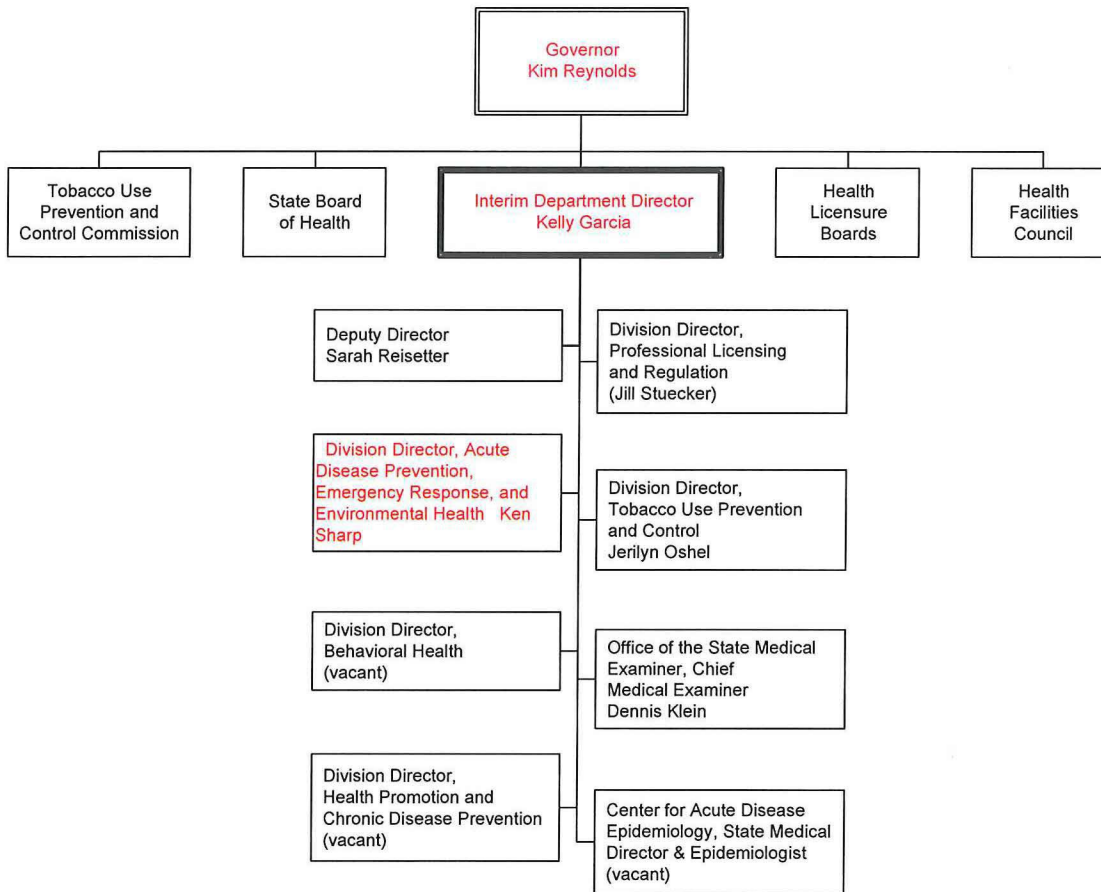 Governor
Kim Reynolds
Tobacco Use
Prevention and
Control Commission
State Board
of Health
Interim Department Director
Kelly Garcia
Health
Licensure
Boards
Health
Facilities
Council
Deputy Director
Sarah Reisetter
Division Director,
Professional Licensing
and Regulation
(Jill Stuecker)
Division Director, Acute
Disease Prevention,
Emergency Response, and
Environmental Health Ken
Sharp
Division Director,
Tobacco Use Prevention
and Control
Jerilyn Oshel
Division Director,
Behavioral Health
(vacant)
Office of the State Medical
Examiner, Chief
Medical Examiner
Dennis Klein
Division Director,
Health Promotion and
Chronic Disease Prevention
(vacant)
Center for Acute Disease
Epidemiology, State Medical
Director & Epidemiologist
(vacant)